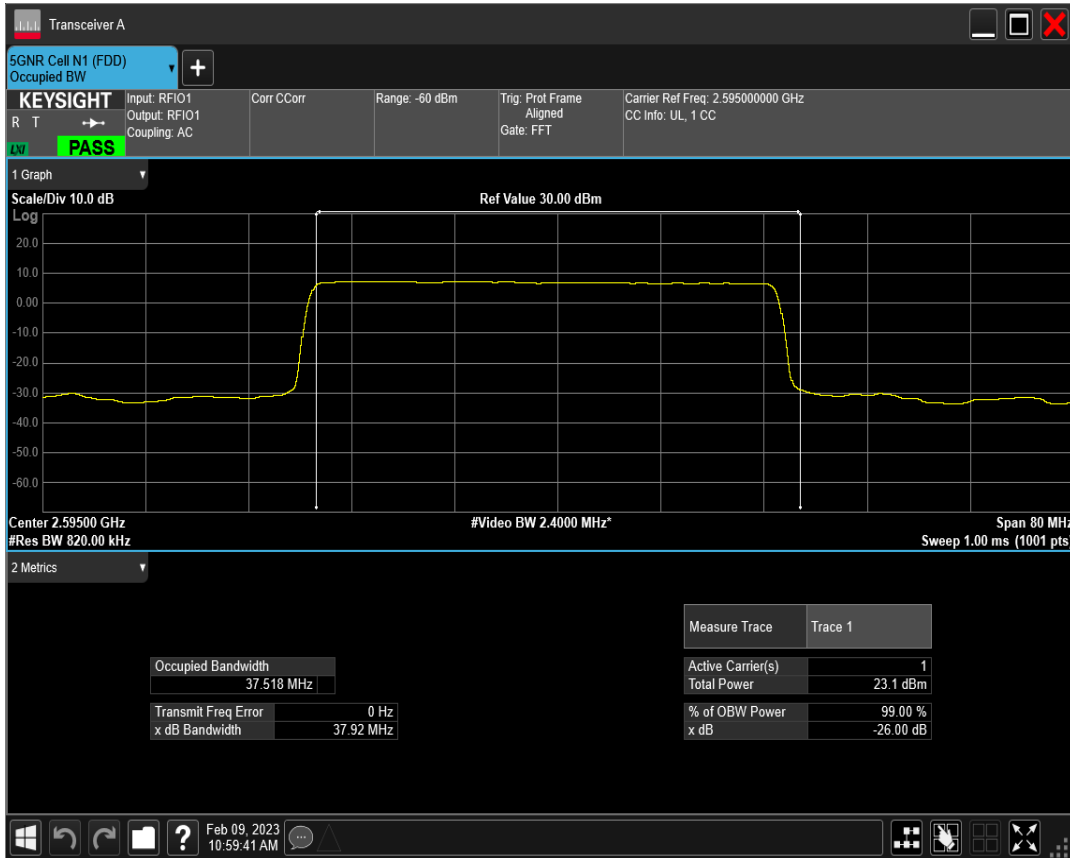 Transceiver A
5GNR Cell N1 (FDD)
Occupied BW
+
KEYSIGHT
R T
LXI
PASS
Input: RFIO1
Output: RFIO1
Coupling: AC
Corr CCorr
Range: -60 dBm
Trig: Prot Frame
Aligned
Gate: FFT
Carrier Ref Freq: 2.595000000 GHz
CC Info: UL, 1 CC
1 Graph
Scale/Div 10.0 dB
Ref Value 30.00 dBm
Log
20.0
10.0
0.00
-10.0
-20.0
-30.0
-40.0
-50.0
-60.0
Center 2.59500 GHz
#Video BW 2.4000 MHz*
Span 80 MHz
#Res BW 820.00 kHz
Sweep 1.00 ms (1001 pts)
2 Metrics
Measure Trace Trace 1
Occupied Bandwidth
37.518 MHz
Active Carrier(s) 1
Total Power 23.1 dBm
Transmit Freq Error 0 Hz
x dB Bandwidth 37.92 MHz
% of OBW Power 99.00 %
x dB -26.00 dB
?
Feb 09, 2023
10:59:41 AM